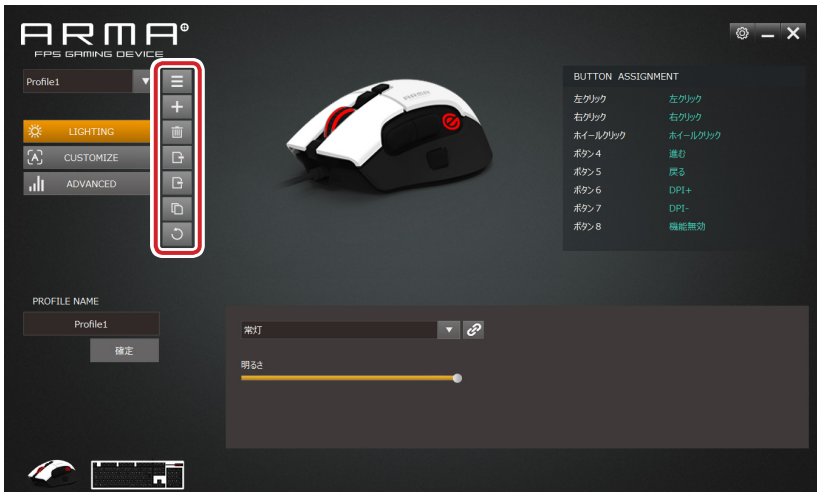 ARMA
FPS GAMING DEVICE
Profile1
LIGHTING
CUSTOMIZE
ADVANCED
ARMA
BUTTON ASSIGNMENT
左クリック 左クリック
右クリック 右クリック
ホイールクリック ホイールクリック
ボタン4 進む
ボタン5 戻る
ボタン6 DPI+
ボタン7 DPI-
ボタン8 機能無効
PROFILE NAME
Profile1
確定
常灯
明るさ